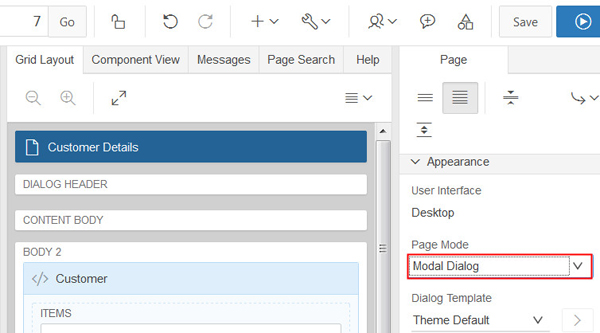 7 Go Save
Grid Layout Component View Messages Page Search Help Page
Customer Details
DIALOG HEADER
CONTENT BODY
BODY 2
</> Customer
ITEMS
Appearance
User Interface
Desktop
Page Mode
Modal Dialog
Dialog Template
Theme Default